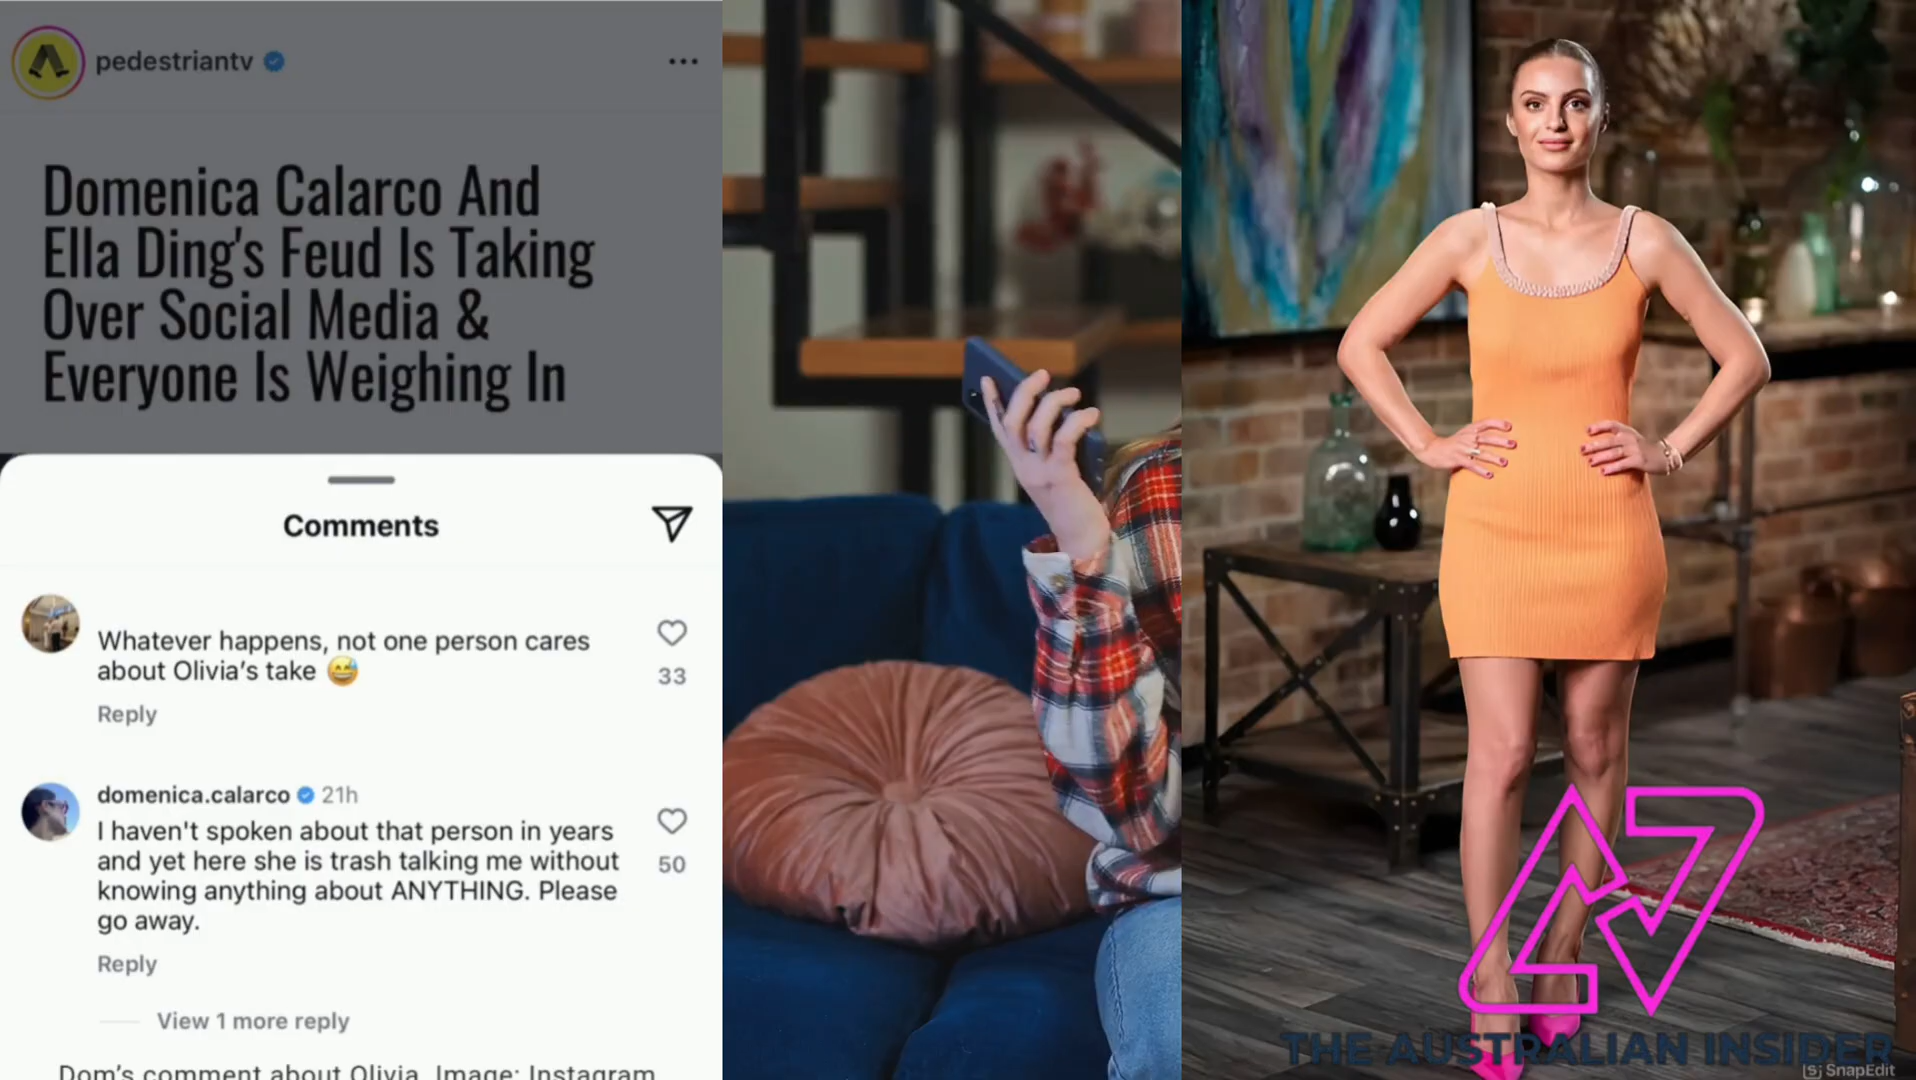 pedestriantv
Domenica Calarco And
Ella Ding's Feud Is Taking
Over Social Media &
Everyone Is Weighing In
Comments
Whatever happens, not one person cares
about Olivia's take 😅
33
Reply
domenica.calarco 21h
I haven't spoken about that person in years
and yet here she is trash talking me without
knowing anything about ANYTHING. Please
go away.
50
Reply
View 1 more reply
Dom's comment about Olivia. Image: Instagram
THE AUSTRALIAN INSIDER
SnapEdit